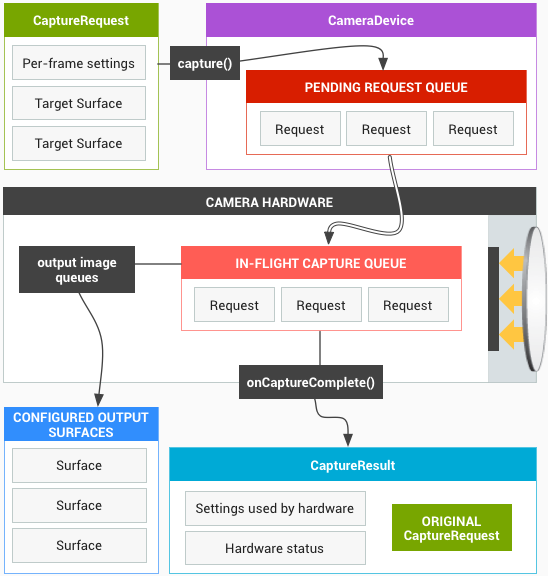 CaptureRequest
Per-frame settings
Target Surface
Target Surface
capture()
CameraDevice
PENDING REQUEST QUEUE
Request
Request
Request
CAMERA HARDWARE
output image
queues
IN-FLIGHT CAPTURE QUEUE
Request
Request
Request
onCaptureComplete()
CONFIGURED OUTPUT
SURFACES
Surface
Surface
Surface
CaptureResult
Settings used by hardware
Hardware status
ORIGINAL
CaptureRequest